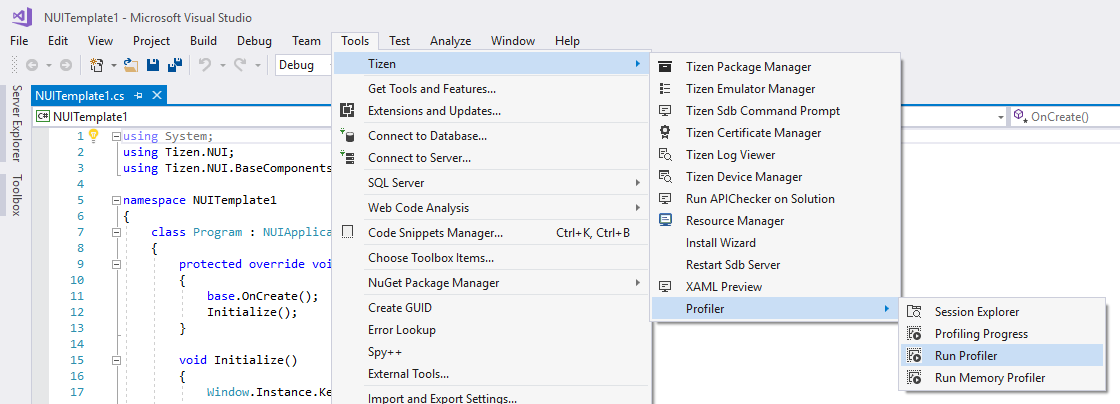 NUITemplate1 - Microsoft Visual Studio
File Edit View Project Build Debug Team Tools Test Analyze Window Help
Debug
Server Explorer
Toolbox
NUITemplate1.cs
C# NUITemplate1
OnCreate()
1 using System;
2 using Tizen.NUI;
3 using Tizen.NUI.BaseComponents
4
5 namespace NUITemplate1
6 {
7 class Program : NUIApplica
8 {
9 protected override voi
10 {
11 base.OnCreate();
12 Initialize();
13 }
14
15 void Initialize()
16 {
17 Window.Instance.Ke
Tizen
Get Tools and Features...
Extensions and Updates...
Connect to Database...
Connect to Server...
SQL Server
Web Code Analysis
Code Snippets Manager... Ctrl+K, Ctrl+B
Choose Toolbox Items...
NuGet Package Manager
Create GUID
Error Lookup
Spy++
External Tools...
Import and Export Settings...
Tizen Package Manager
Tizen Emulator Manager
Tizen Sdb Command Prompt
Tizen Certificate Manager
Tizen Log Viewer
Tizen Device Manager
Run APIChecker on Solution
Resource Manager
Install Wizard
Restart Sdb Server
XAML Preview
Profiler
Session Explorer
Profiling Progress
Run Profiler
Run Memory Profiler